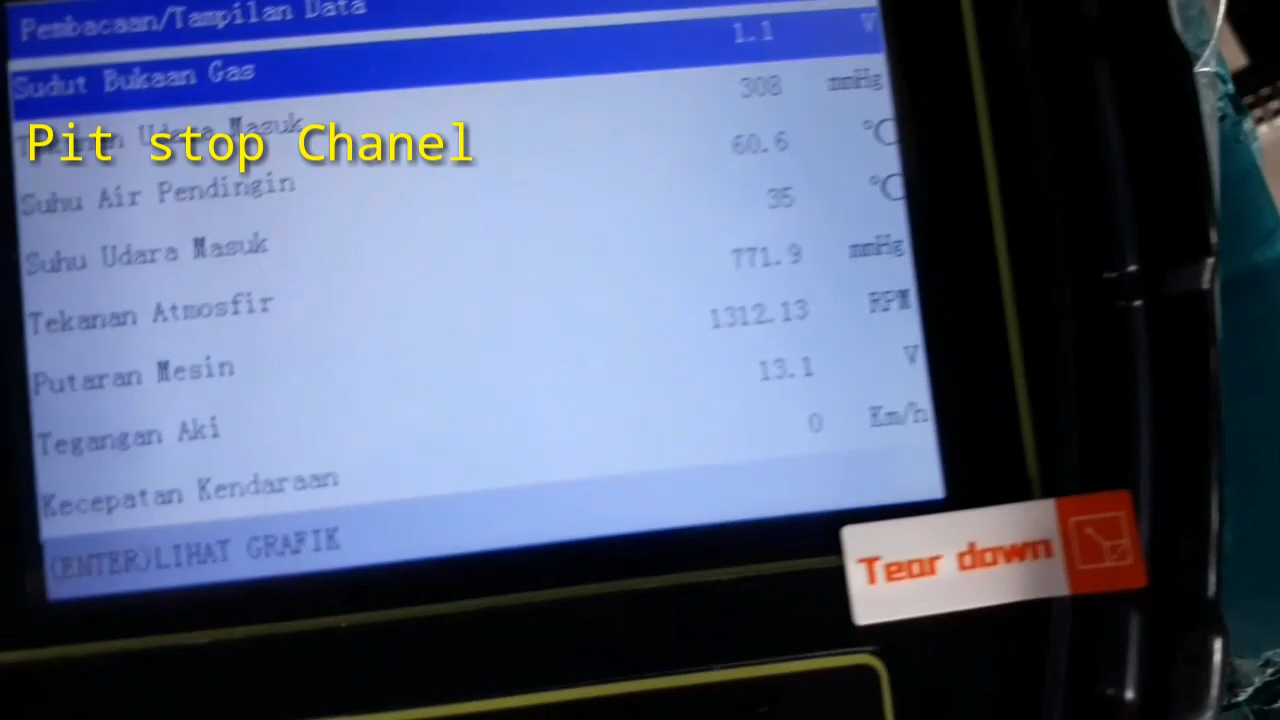 Pembacaan/Tampilan Data
Sudut Bukaan Gas 1.1 V
Udara Masuk 308 mmHg
Pit stop Chanel
Suhu Air Pendingin 60.6 °C
Suhu Udara Masuk 35 °C
Tekanan Atmosfir 771.9 mmHg
Putaran Mesin 1312.13 RPM
Tegangan Aki 13.1 V
Kecepatan Kendaraan 0 Km/h
(ENTER)LIHAT GRAFIK
Tear down